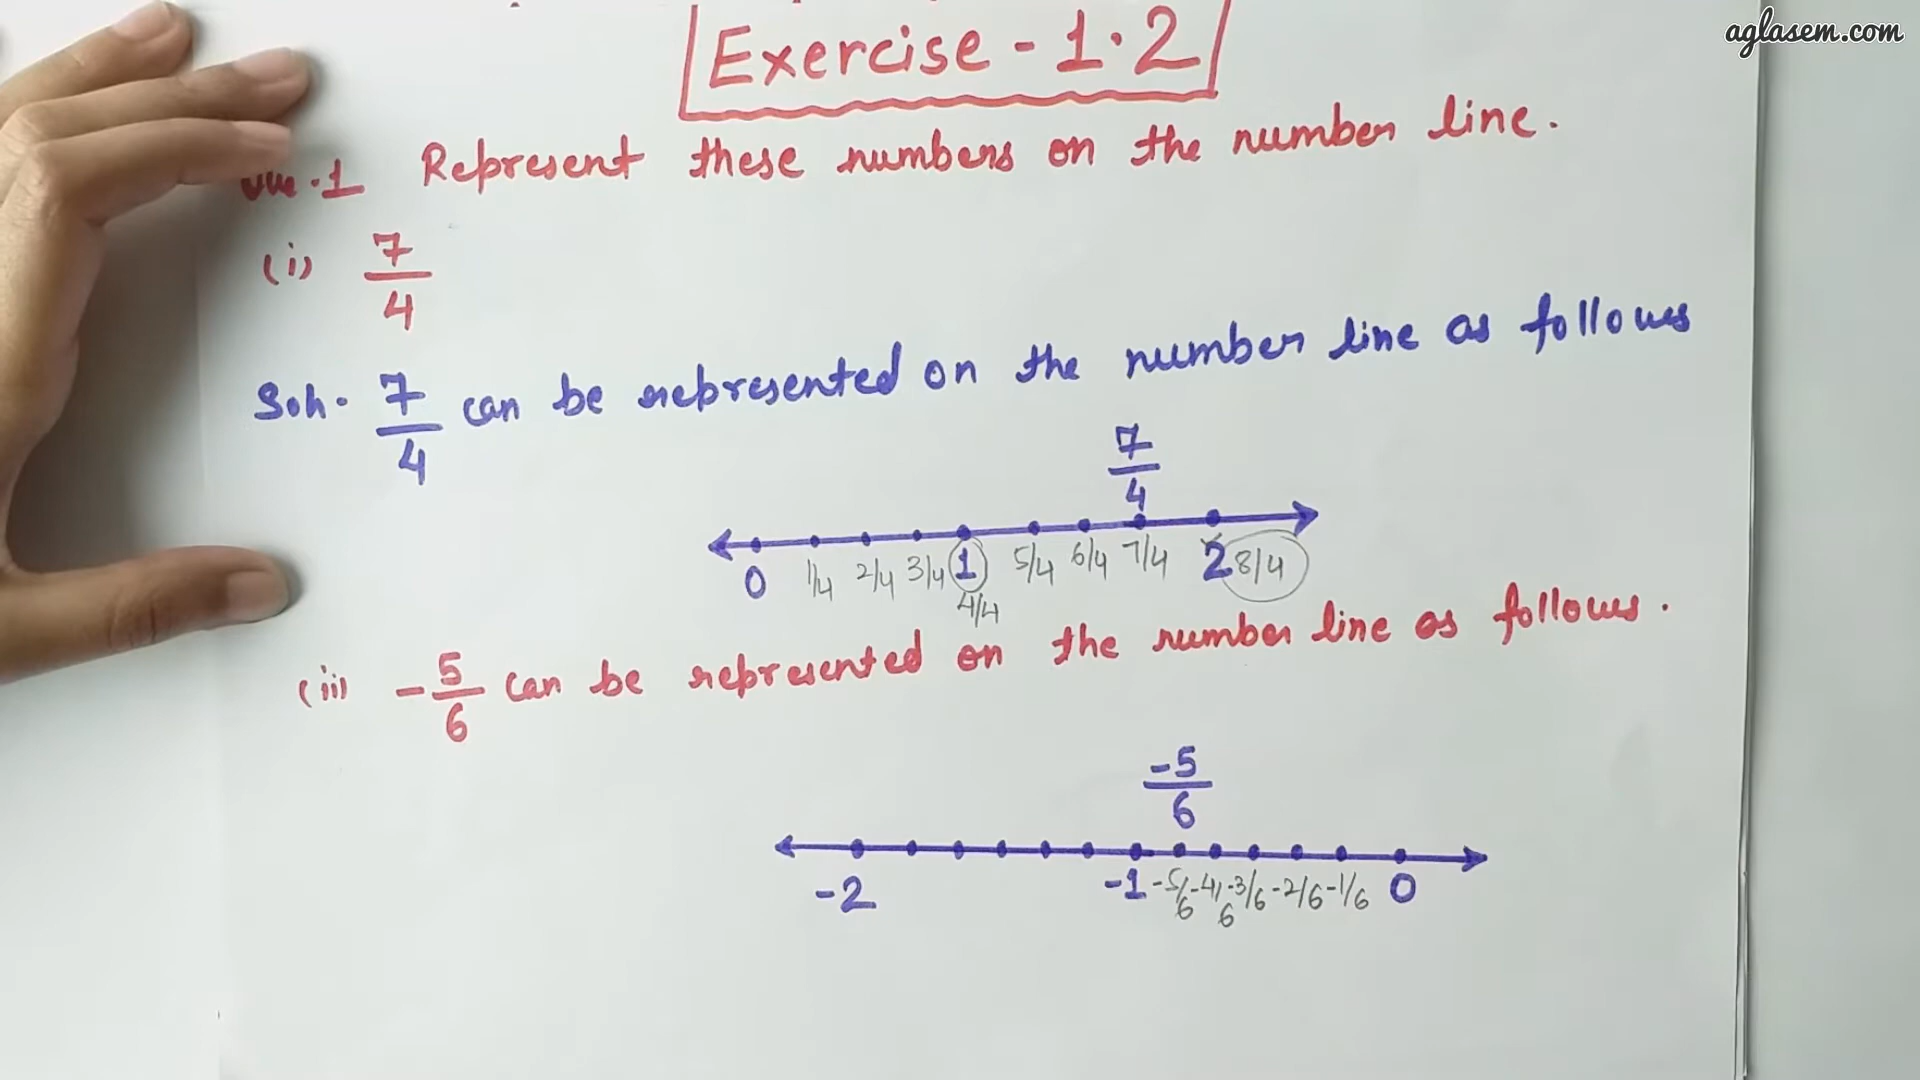 aglasem.com
Exercise - 1.2
Que.1 Represent these numbers on the number line.
(i) 7/4
Soln. 7/4 can be represented on the number line as follows
7/4
0 1/4 2/4 3/4 1 5/4 6/4 7/4 2 8/4
4/4
(ii) -5/6 can be represented on the number line as follows.
-5/6
-2 -1 -5/6 -4/6 -3/6 -2/6 -1/6 0